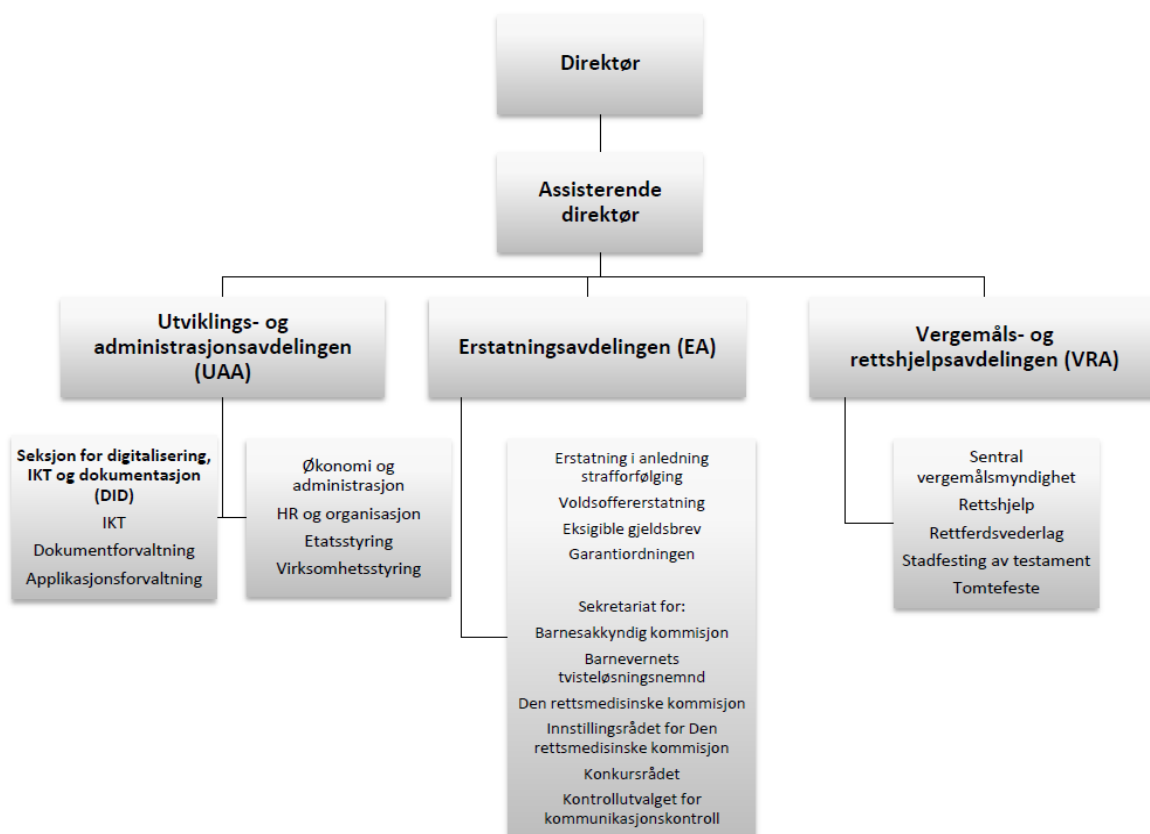 Direktør
Assisterende
direktør
Utviklings- og
administrasjonsavdelingen
(UAA)
Erstatningsavdelingen (EA)
Vergemåls- og
rettshjelpsavdelingen (VRA)
Seksjon for digitalisering,
IKT og dokumentasjon
(DID)
IKT
Dokumentforvaltning
Applikasjonsforvaltning
Økonomi og
administrasjon
HR og organisasjon
Etatsstyring
Virksomhetsstyring
Erstatning i anledning
strafforfølging
Voldsoffererstatning
Eksigible gjeldsbrev
Garantiordningen
Sekretariat for:
Barnesakkyndig kommisjon
Barnevernets
tvisteløsningsnemnd
Den rettsmedisinske kommisjon
Innstillingsrådet for Den
rettsmedisinske kommisjon
Konkursrådet
Kontrollutvalget for
kommunikasjonskontroll
Sentral
vergemålsmyndighet
Rettshjelp
Rettferdsvederlag
Stadfesting av testament
Tomtefeste